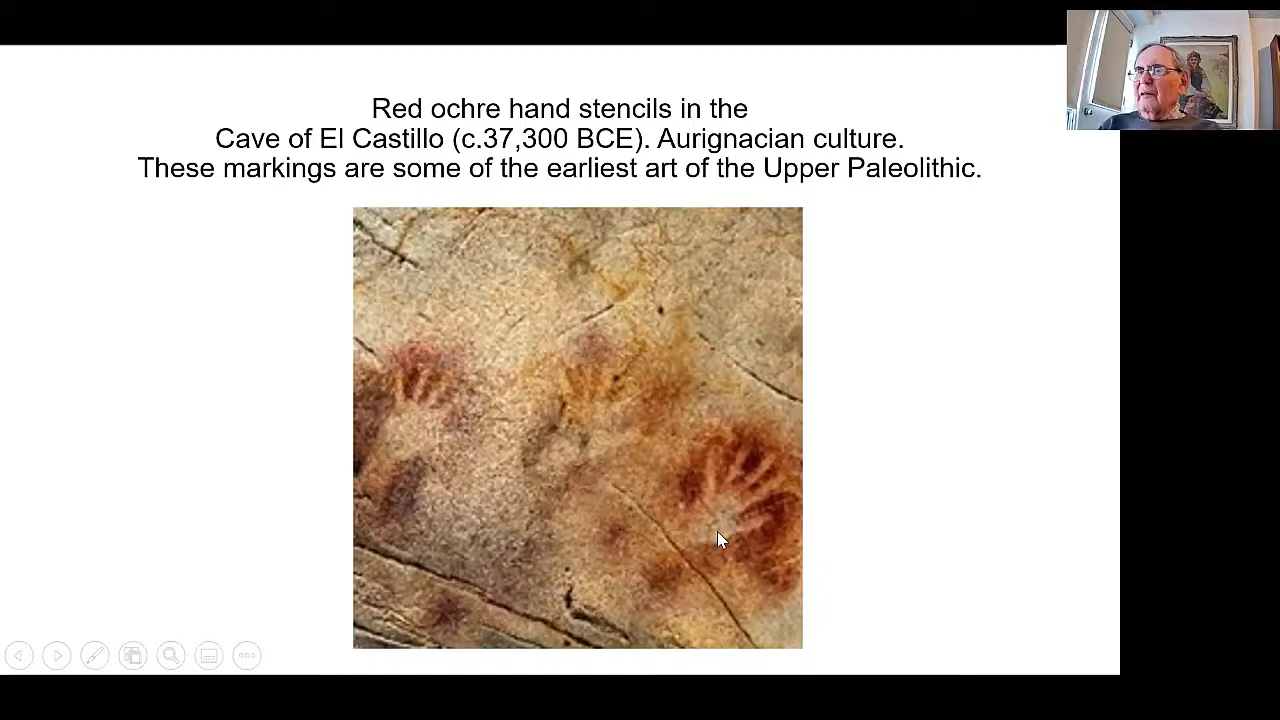 Red ochre hand stencils in the
Cave of El Castillo (c.37,300 BCE). Aurignacian culture.
These markings are some of the earliest art of the Upper Paleolithic.